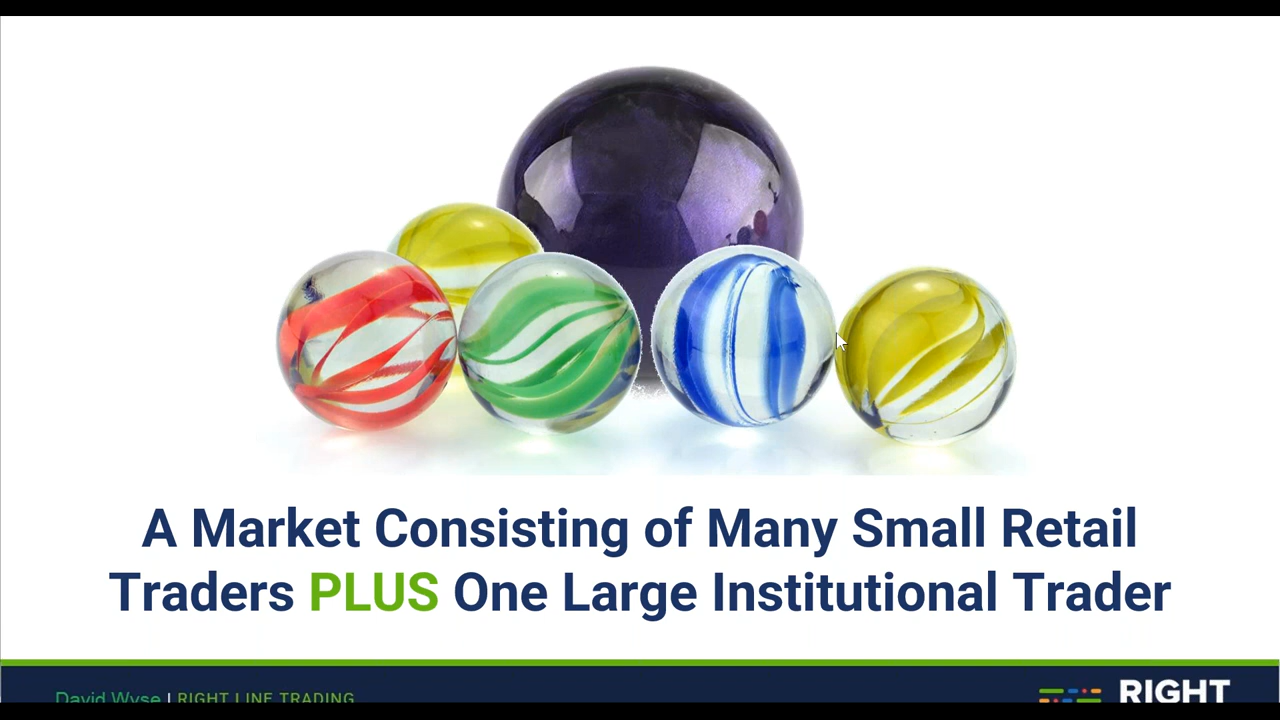 A Market Consisting of Many Small Retail
Traders PLUS One Large Institutional Trader
David Wyse | RIGHT LINE TRADING
RIGHT